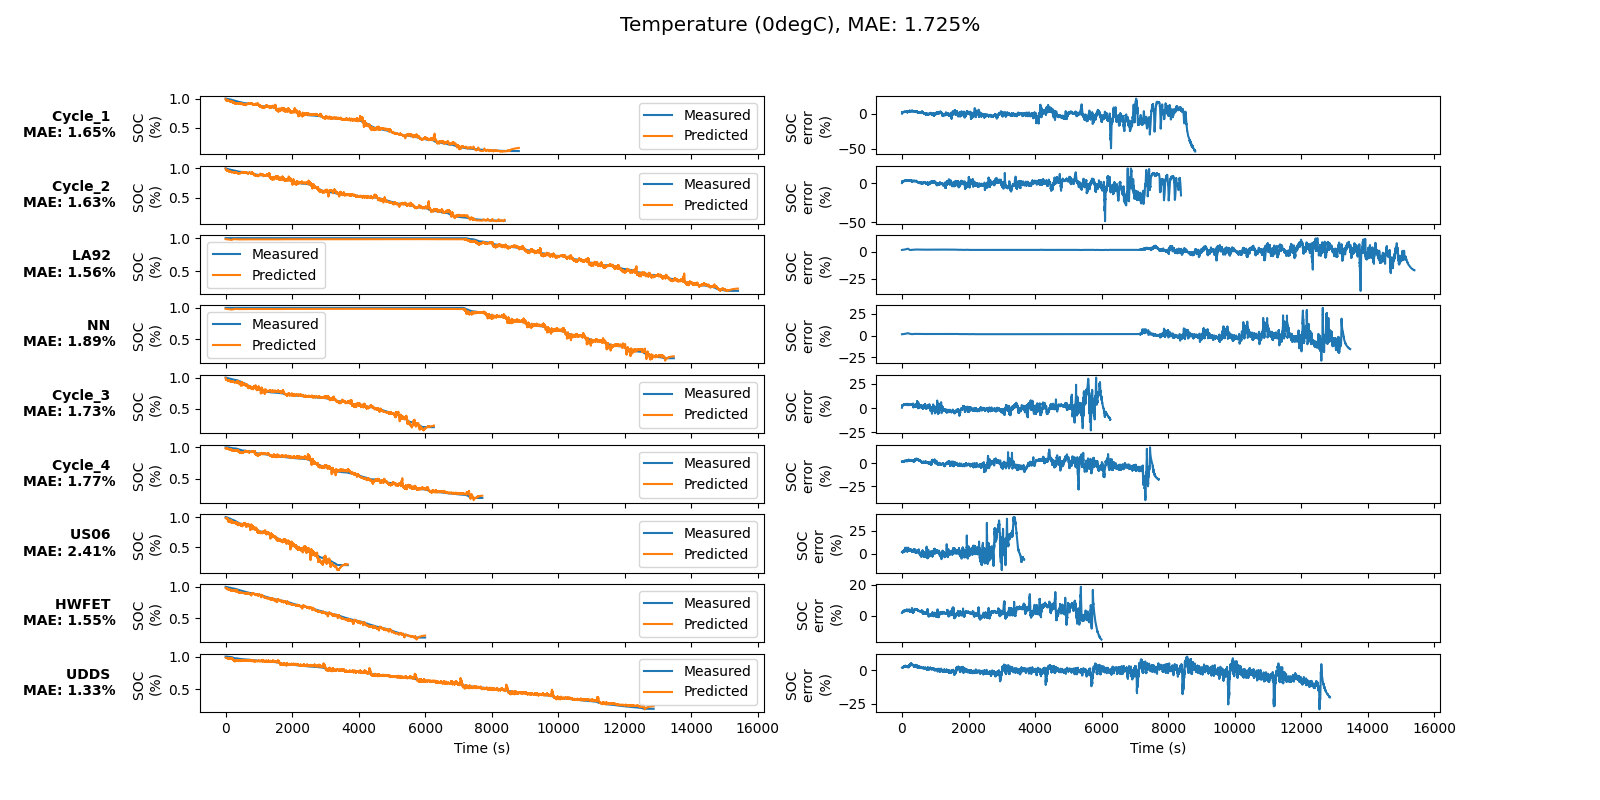 Temperature (0degC), MAE: 1.725%
Cycle_1
MAE: 1.65%
SOC
(%)
1.0
0.5
Measured
Predicted
SOC
error
(%)
0
−50
Cycle_2
MAE: 1.63%
SOC
(%)
1.0
0.5
Measured
Predicted
SOC
error
(%)
0
−50
LA92
MAE: 1.56%
SOC
(%)
1.0
0.5
Measured
Predicted
SOC
error
(%)
0
−25
NN
MAE: 1.89%
SOC
(%)
1.0
0.5
Measured
Predicted
SOC
error
(%)
25
0
−25
Cycle_3
MAE: 1.73%
SOC
(%)
1.0
0.5
Measured
Predicted
SOC
error
(%)
25
0
−25
Cycle_4
MAE: 1.77%
SOC
(%)
1.0
0.5
Measured
Predicted
SOC
error
(%)
0
−25
US06
MAE: 2.41%
SOC
(%)
1.0
0.5
Measured
Predicted
SOC
error
(%)
25
0
HWFET
MAE: 1.55%
SOC
(%)
1.0
0.5
Measured
Predicted
SOC
error
(%)
20
0
UDDS
MAE: 1.33%
SOC
(%)
1.0
0.5
Measured
Predicted
SOC
error
(%)
0
−25
0 2000 4000 6000 8000 10000 12000 14000 16000
Time (s)
0 2000 4000 6000 8000 10000 12000 14000 16000
Time (s)